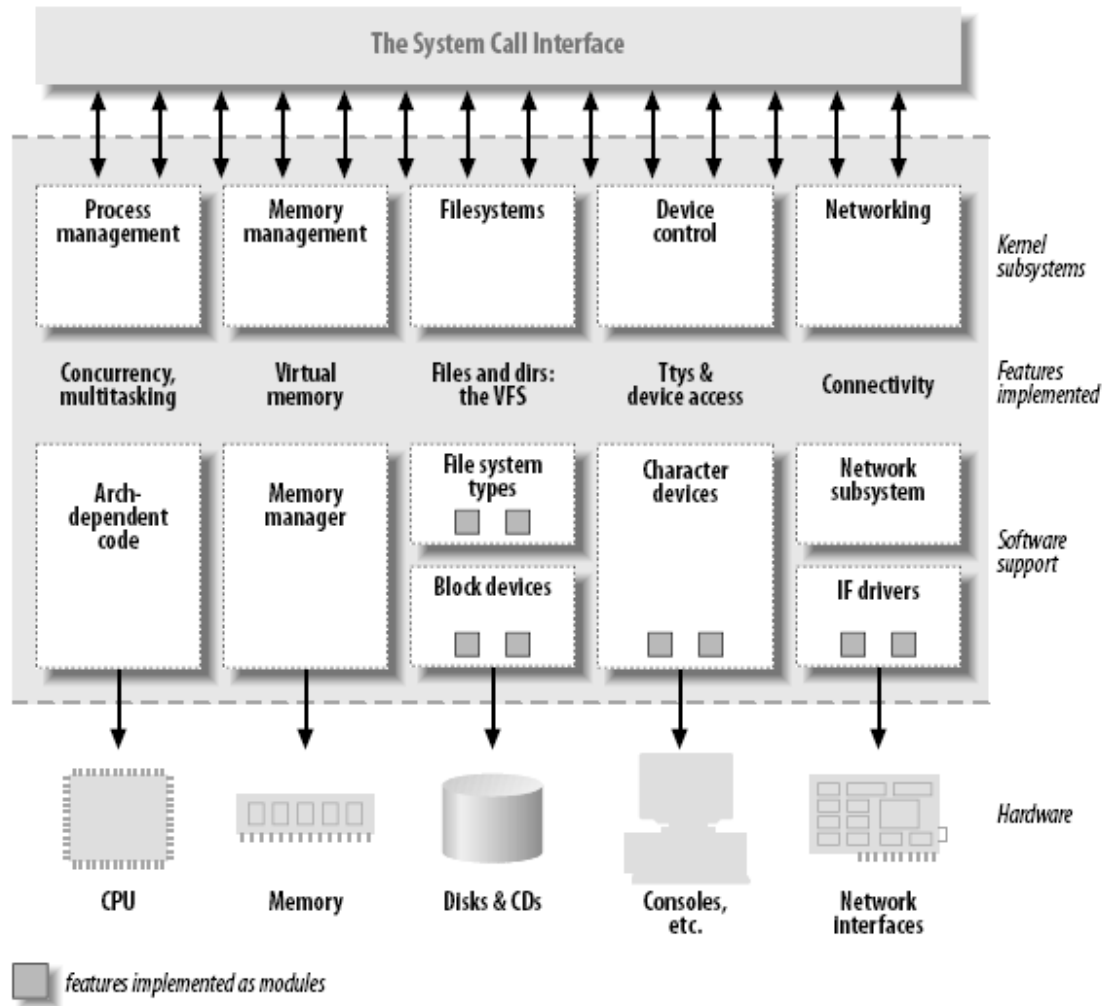 The System Call Interface
Process
management
Memory
management
Filesystems
Device
control
Networking
Kernel
subsystems
Concurrency,
multitasking
Virtual
memory
Files and dirs:
the VFS
Ttys &
device access
Connectivity
Features
implemented
Arch-
dependent
code
Memory
manager
File system
types
Block devices
Character
devices
Network
subsystem
IF drivers
Software
support
Hardware
CPU
Memory
Disks & CDs
Consoles,
etc.
Network
interfaces
features implemented as modules